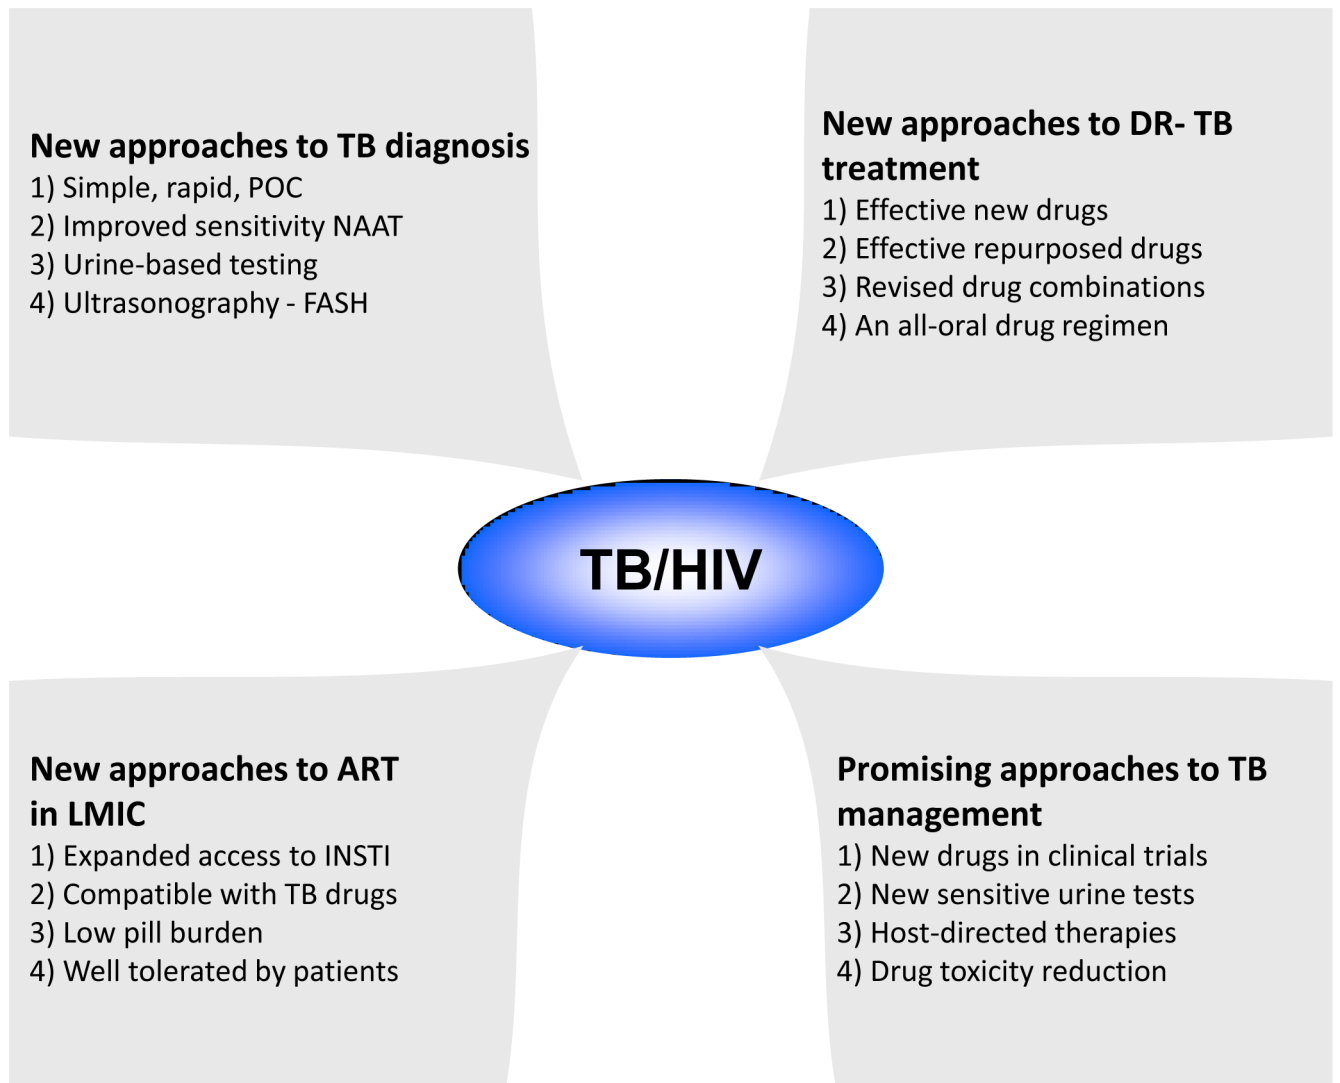 New approaches to TB diagnosis
1) Simple, rapid, POC
2) Improved sensitivity NAAT
3) Urine-based testing
4) Ultrasonography - FASH
New approaches to DR- TB
treatment
1) Effective new drugs
2) Effective repurposed drugs
3) Revised drug combinations
4) An all-oral drug regimen
TB/HIV
New approaches to ART
in LMIC
1) Expanded access to INSTI
2) Compatible with TB drugs
3) Low pill burden
4) Well tolerated by patients
Promising approaches to TB
management
1) New drugs in clinical trials
2) New sensitive urine tests
3) Host-directed therapies
4) Drug toxicity reduction